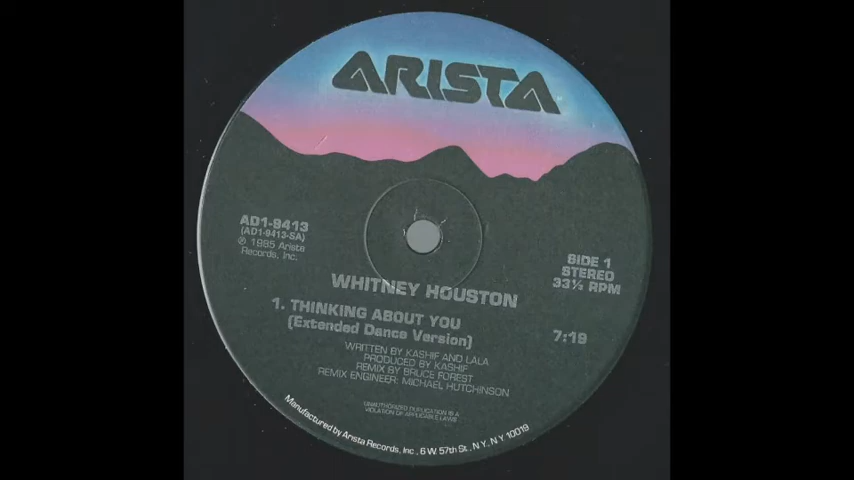 ARISTA
AD1-9413
(AD1-9413-SA)
℗ 1985 Arista
Records, Inc.
SIDE 1
STEREO
33⅓ RPM
WHITNEY HOUSTON
1. THINKING ABOUT YOU
(Extended Dance Version)
7:19
WRITTEN BY KASHIF AND LALA
PRODUCED BY KASHIF
REMIX BY BRUCE FOREST
REMIX ENGINEER: MICHAEL HUTCHINSON
UNAUTHORIZED DUPLICATION IS A
VIOLATION OF APPLICABLE LAWS
Manufactured by Arista Records, Inc., 6 W. 57th St., N.Y., N.Y. 10019